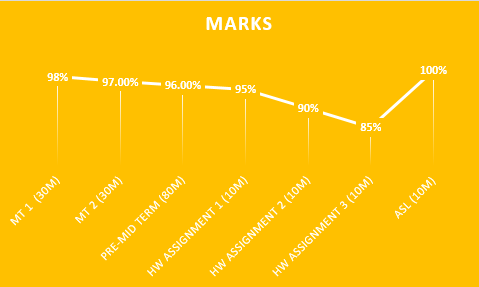 MARKS
98%
97.00%
96.00%
95%
90%
85%
100%
MT 1 (30M)
MT 2 (30M)
PRE-MID TERM (80M)
HW ASSIGNMENT 1 (10M)
HW ASSIGNMENT 2 (10M)
HW ASSIGNMENT 3 (10M)
ASL (10M)